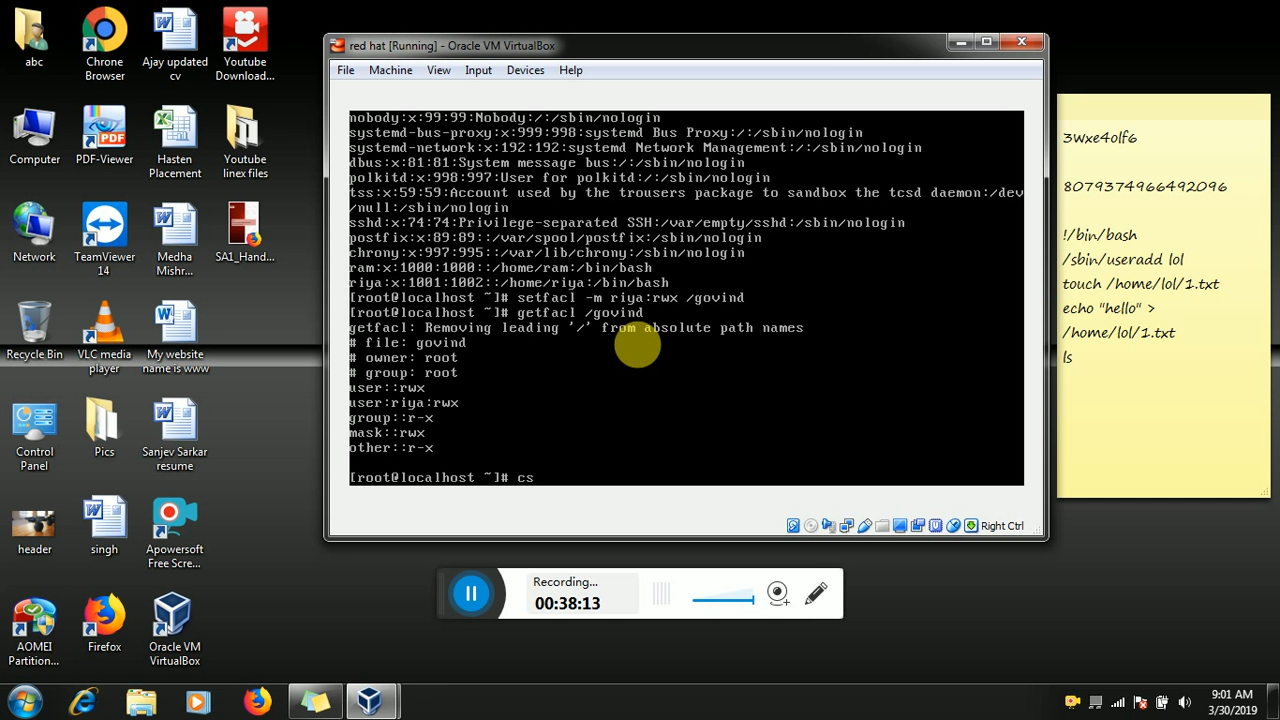 abc
Chrome
Browser
Ajay updated
cv
Youtube
Download...
Computer
PDF-Viewer
Hasten
Placement
Youtube
linex files
Network
TeamViewer
14
Medha
Mishr...
SA1_Hand...
Recycle Bin
VLC media
player
My website
name is www
Control
Panel
Pics
Sanjev Sarkar
resume
header
singh
Apowersoft
Free Scre...
AOMEI
Partition...
Firefox
Oracle VM
VirtualBox
red hat [Running] - Oracle VM VirtualBox
File Machine View Input Devices Help
nobody:x:99:99:Nobody:/:/sbin/nologin
systemd-bus-proxy:x:999:998:systemd Bus Proxy:/:/sbin/nologin
systemd-network:x:192:192:systemd Network Management:/:/sbin/nologin
dbus:x:81:81:System message bus:/:/sbin/nologin
polkitd:x:998:997:User for polkitd:/:/sbin/nologin
tss:x:59:59:Account used by the trousers package to sandbox the tcsd daemon:/dev
/null:/sbin/nologin
sshd:x:74:74:Privilege-separated SSH:/var/empty/sshd:/sbin/nologin
postfix:x:89:89::/var/spool/postfix:/sbin/nologin
chrony:x:997:995::/var/lib/chrony:/sbin/nologin
ram:x:1000:1000::/home/ram:/bin/bash
riya:x:1001:1002::/home/riya:/bin/bash
[root@localhost ~]# setfacl -m riya:rwx /govind
[root@localhost ~]# getfacl /govind
getfacl: Removing leading '/' from absolute path names
# file: govind
# owner: root
# group: root
user::rwx
user:riya:rwx
group::r-x
mask::rwx
other::r-x
[root@localhost ~]# cs
Right Ctrl
3Wxe4olf6
8079374966492096
!/bin/bash
/sbin/useradd lol
touch /home/lol/1.txt
echo "hello" >
/home/lol/1.txt
ls
Recording...
00:38:13
9:01 AM
3/30/2019